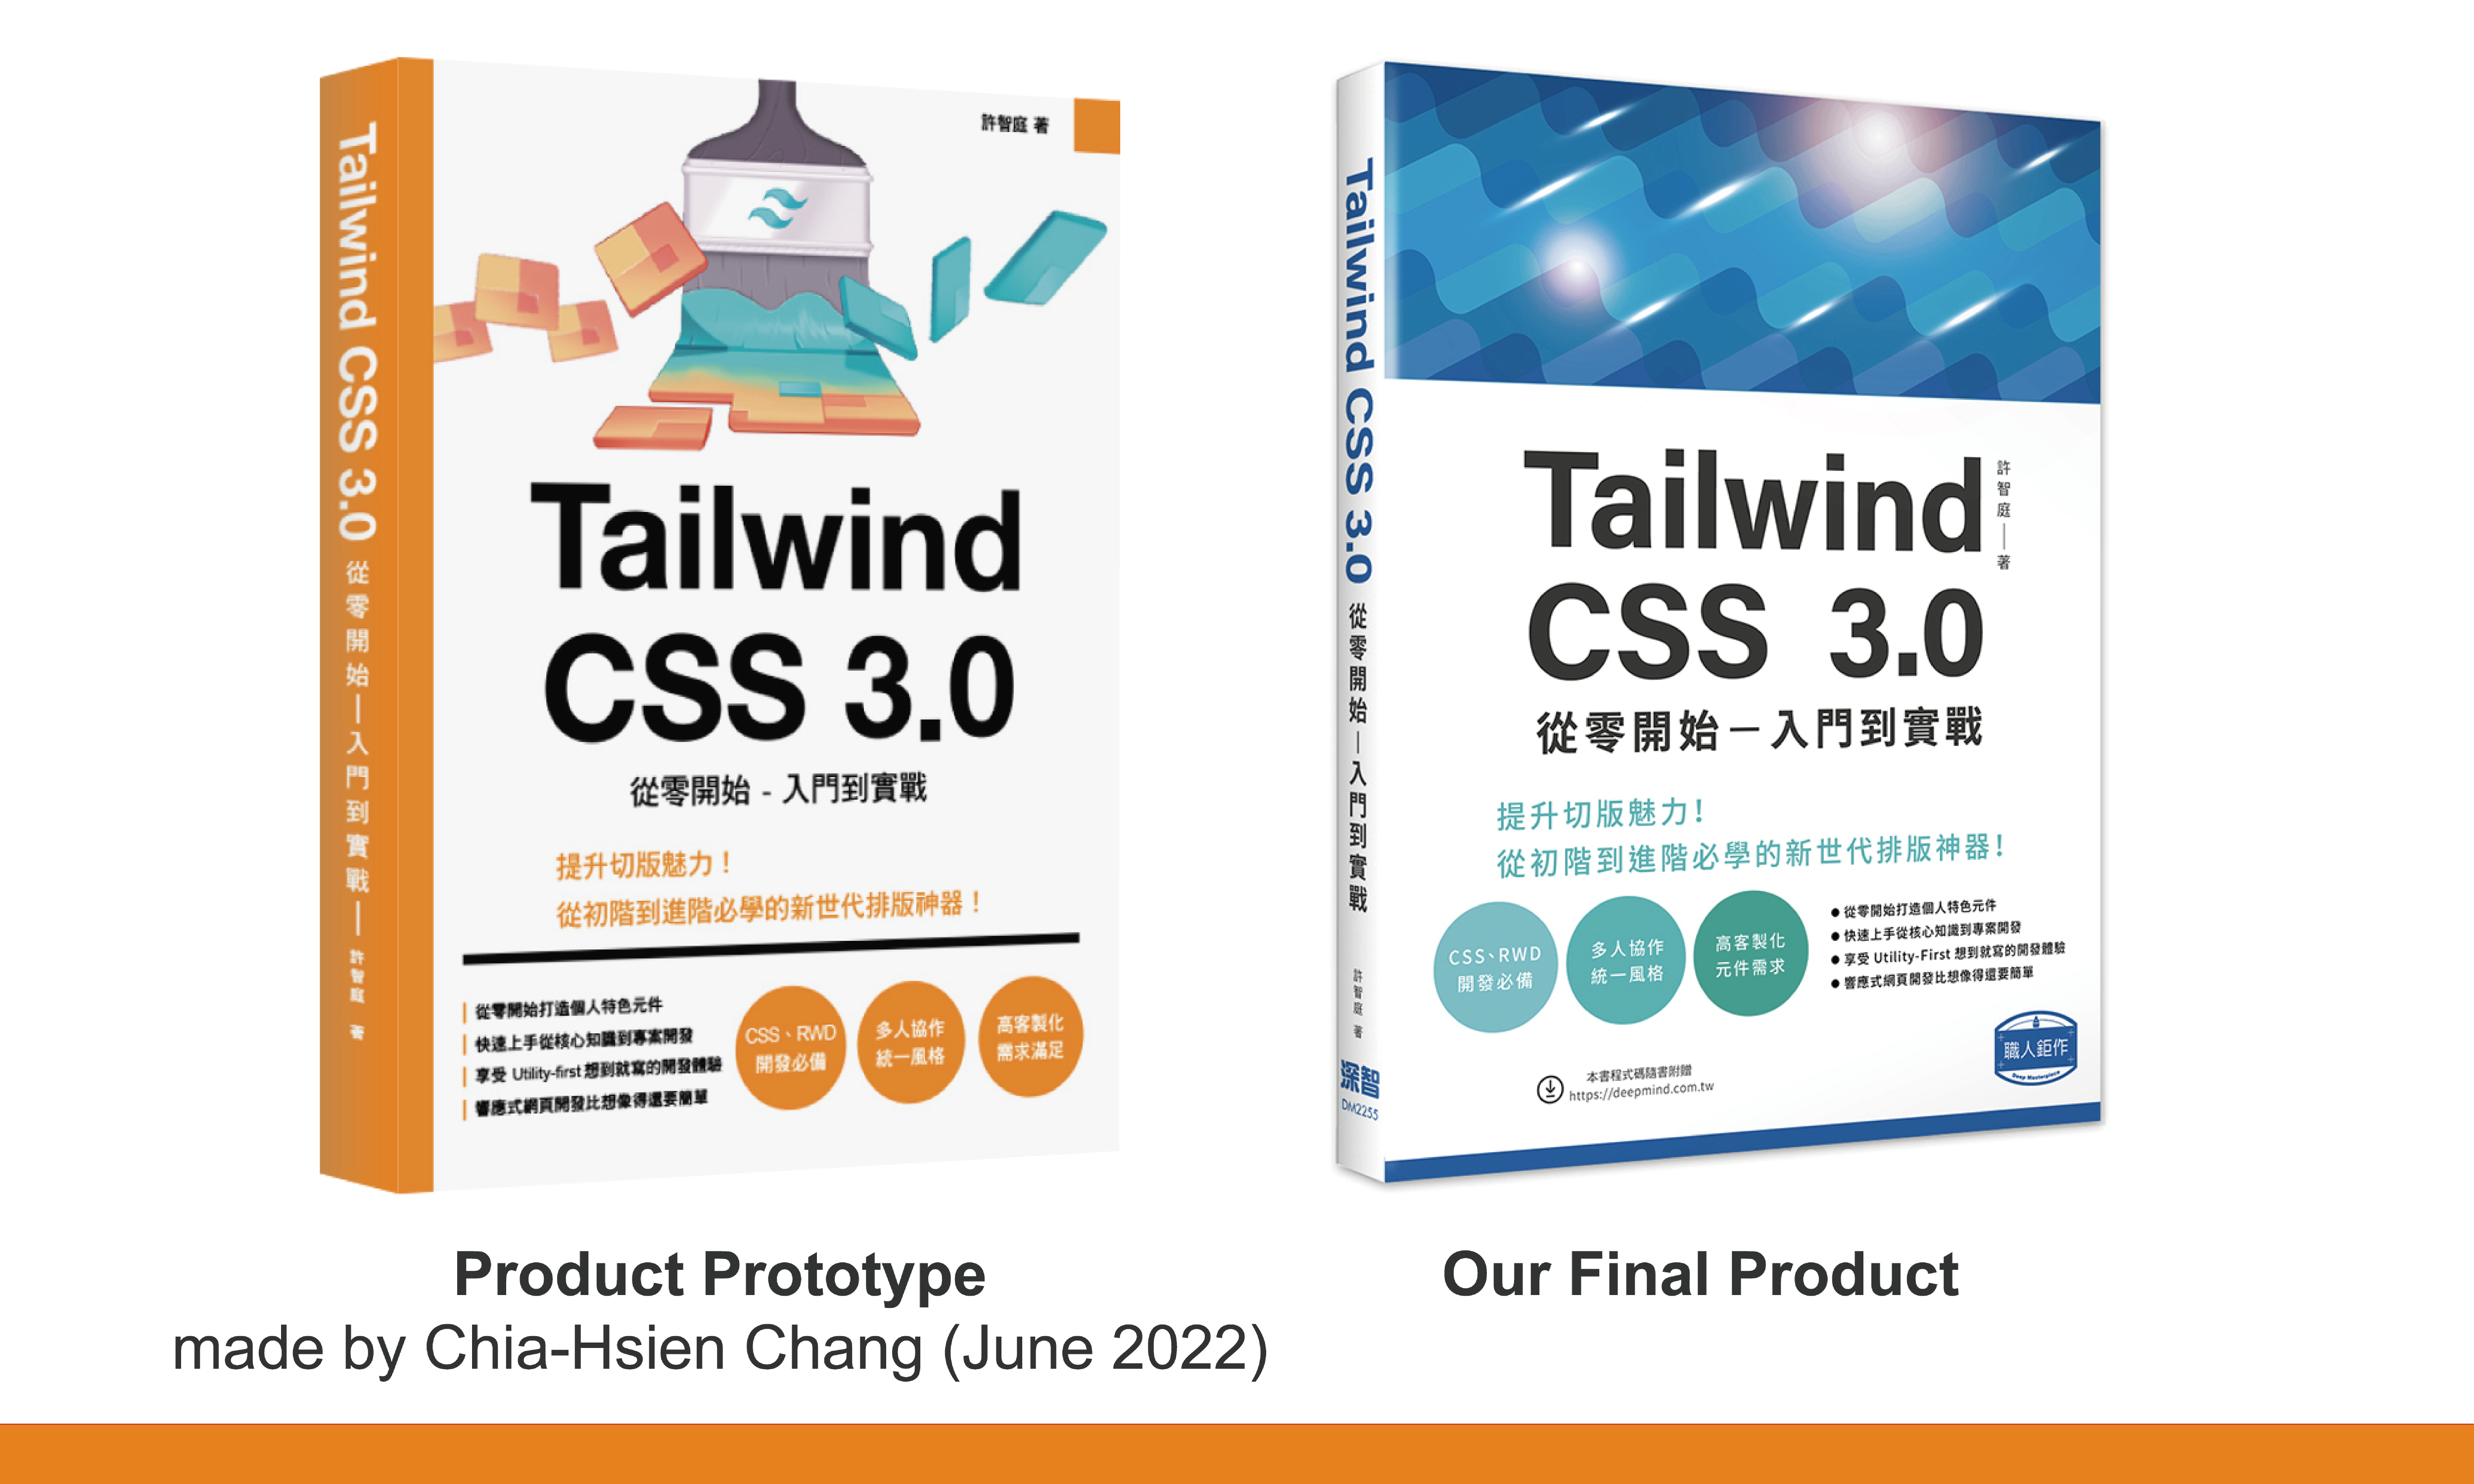 Tailwind CSS 3.0 從零開始—入門到實戰— 許智庭 著
許智庭 著
Tailwind
CSS 3.0
從零開始 - 入門到實戰
提升切版魅力！
從初階到進階必學的新世代排版神器！
從零開始打造個人特色元件
快速上手從核心知識到專案開發
享受 Utility-first 想到就寫的開發體驗
響應式網頁開發比想像得還要簡單
CSS、RWD
開發必備
多人協作
統一風格
高客製化
需求滿足
Tailwind CSS 3.0 從零開始—入門到實戰 許智庭 著
深智
DM2255
Tailwind
CSS 3.0
許智庭—著
從零開始－入門到實戰
提升切版魅力！
從初階到進階必學的新世代排版神器！
CSS、RWD
開發必備
多人協作
統一風格
高客製化
元件需求
●從零開始打造個人特色元件
●快速上手從核心知識到專案開發
●享受 Utility-First 想到就寫的開發體驗
●響應式網頁開發比想像得還要簡單
本書程式碼隨書附贈
https://deepmind.com.tw
職人鉅作
Deep Masterpiece
Product Prototype
made by Chia-Hsien Chang (June 2022)
Our Final Product